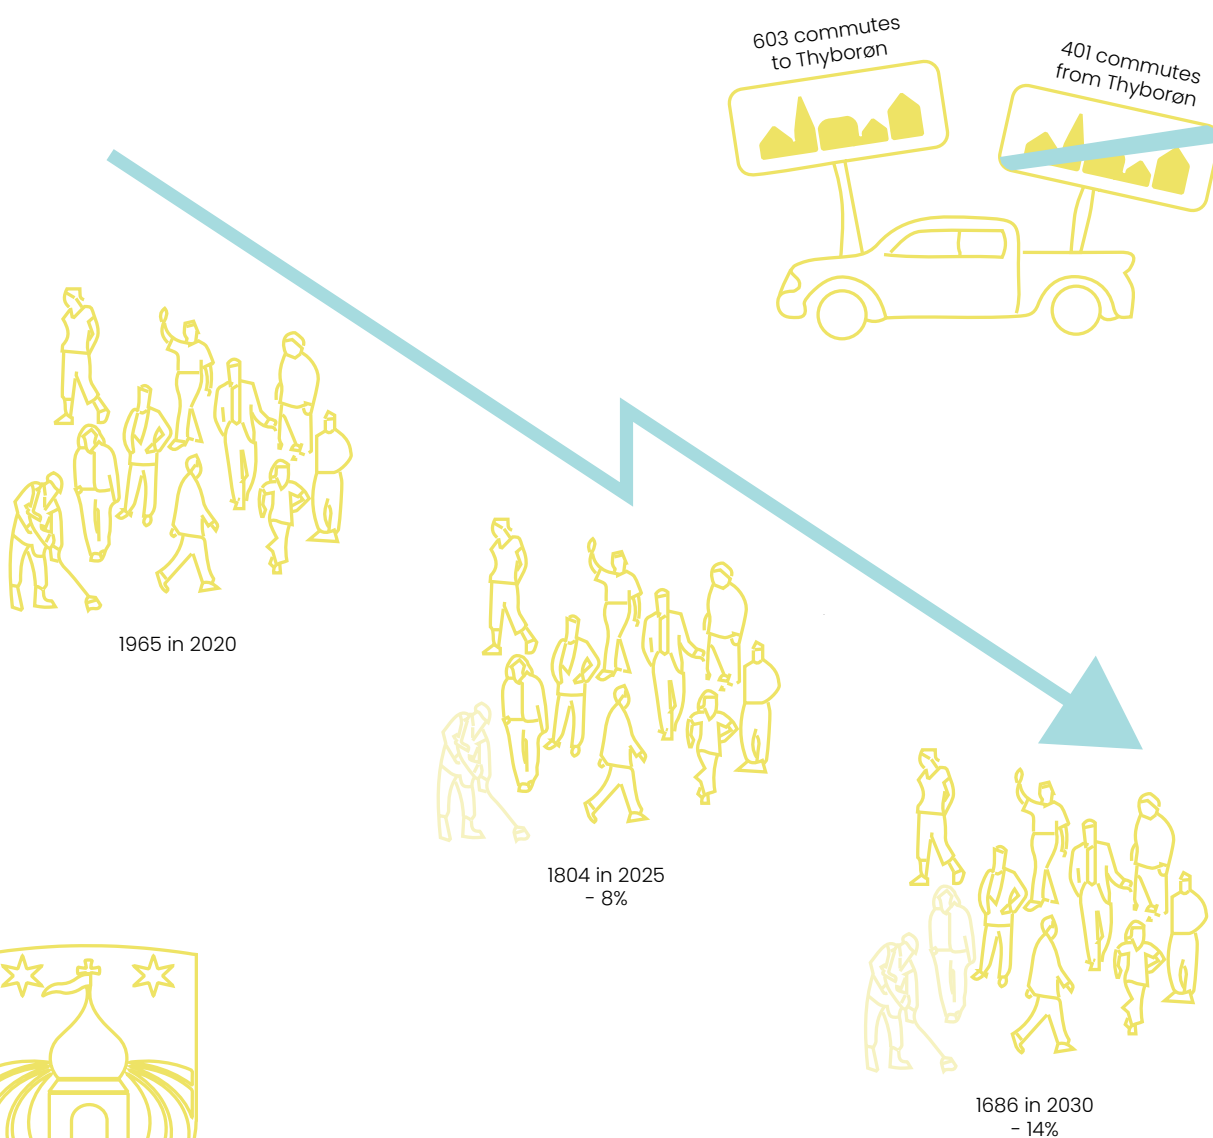 603 commutes
to Thyborøn
401 commutes
from Thyborøn
1965 in 2020
1804 in 2025
- 8%
1686 in 2030
- 14%